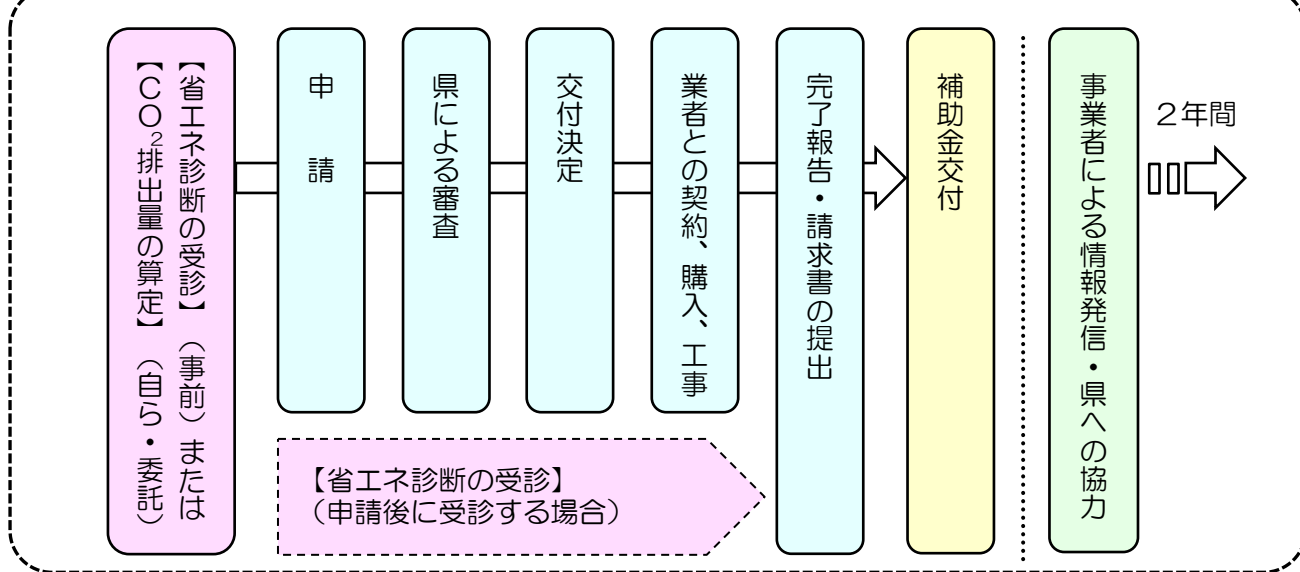 【省エネ診断の受診】（事前）または
【ＣＯ２排出量の算定】（自ら・委託）
申　請
県による審査
交付決定
業者との契約、購入、工事
完了報告・請求書の提出
補助金交付
事業者による情報発信・県への協力
２年間
【省エネ診断の受診】
（申請後に受診する場合）